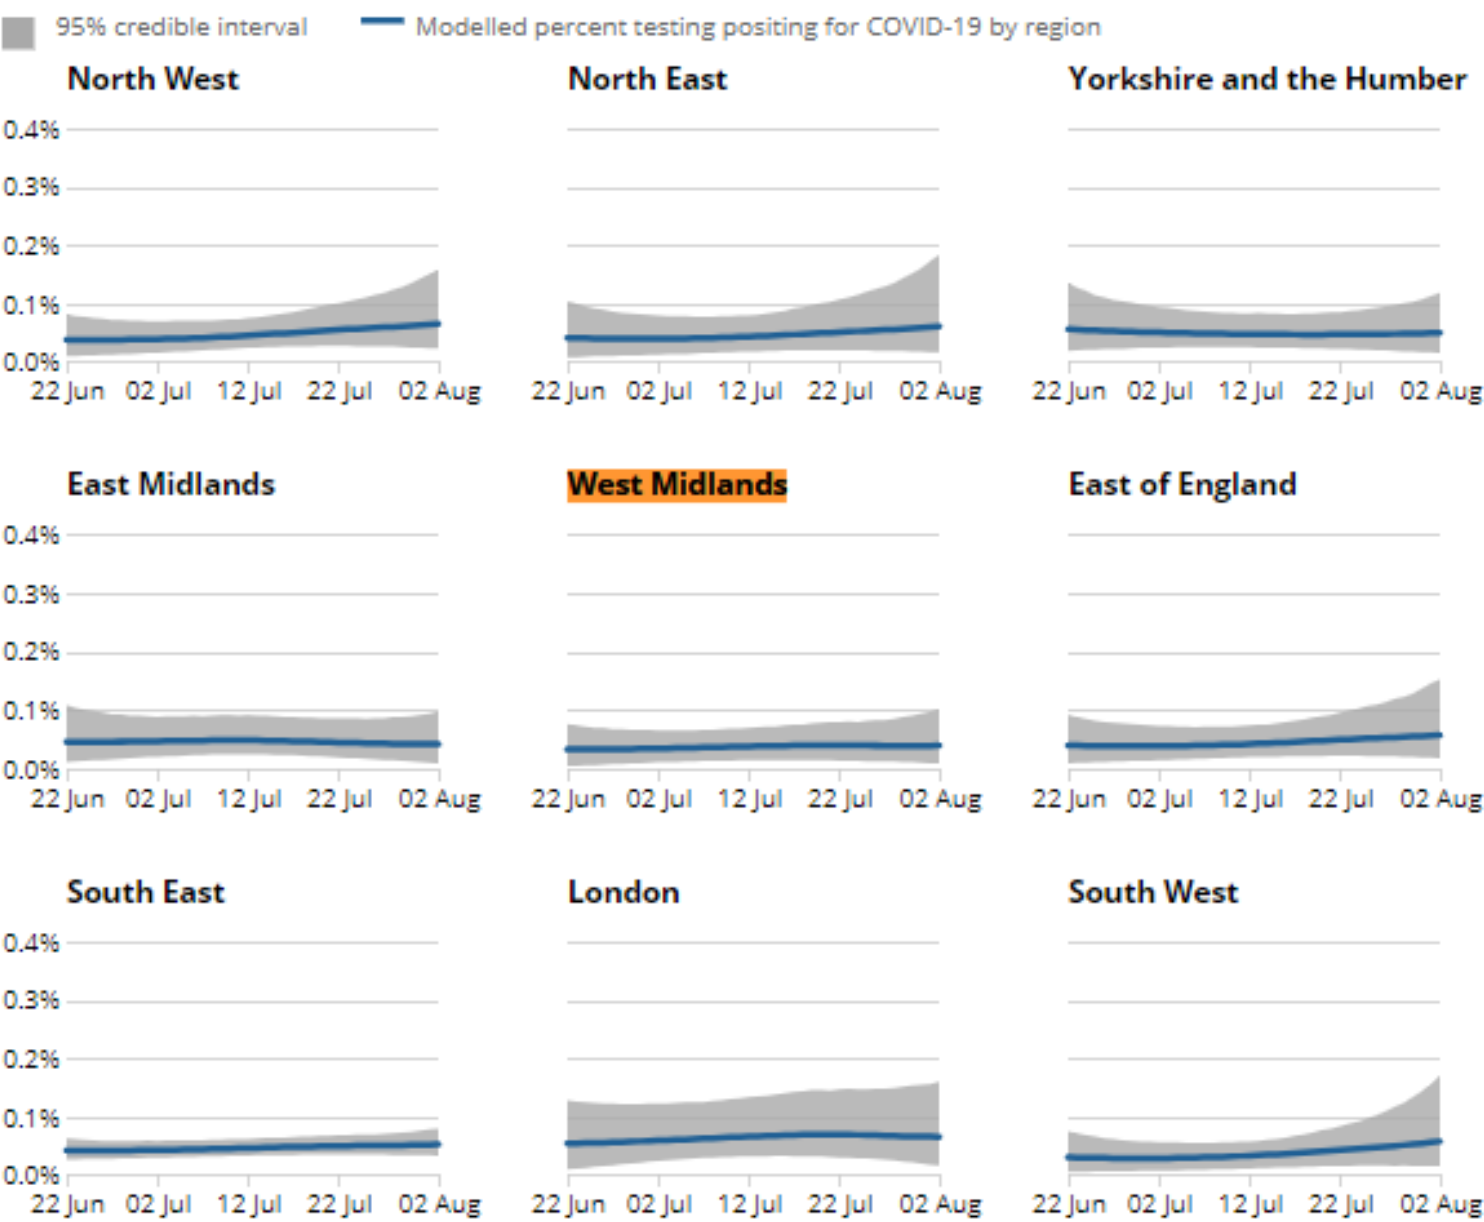 95% credible interval Modelled percent testing positing for COVID-19 by region
North West North East Yorkshire and the Humber
0.4%
0.3%
0.2%
0.1%
0.0%
22 Jun 02 Jul 12 Jul 22 Jul 02 Aug 22 Jun 02 Jul 12 Jul 22 Jul 02 Aug 22 Jun 02 Jul 12 Jul 22 Jul 02 Aug
East Midlands West Midlands East of England
0.4%
0.3%
0.2%
0.1%
0.0%
22 Jun 02 Jul 12 Jul 22 Jul 02 Aug 22 Jun 02 Jul 12 Jul 22 Jul 02 Aug 22 Jun 02 Jul 12 Jul 22 Jul 02 Aug
South East London South West
0.4%
0.3%
0.2%
0.1%
0.0%
22 Jun 02 Jul 12 Jul 22 Jul 02 Aug 22 Jun 02 Jul 12 Jul 22 Jul 02 Aug 22 Jun 02 Jul 12 Jul 22 Jul 02 Aug